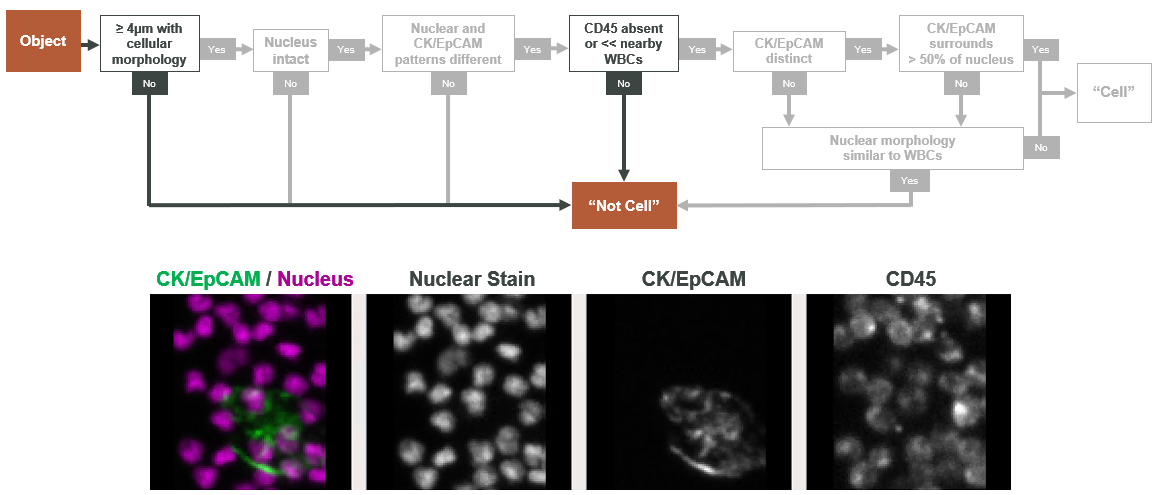 Object
≥ 4µm with
cellular
morphology
Yes
No
Nucleus
intact
Yes
No
Nuclear and
CK/EpCAM
patterns different
Yes
No
CD45 absent
or << nearby
WBCs
Yes
No
CK/EpCAM
distinct
Yes
No
CK/EpCAM
surrounds
> 50% of nucleus
Yes
No
“Cell”
Nuclear morphology
similar to WBCs
No
Yes
“Not Cell”
CK/EpCAM / Nucleus
Nuclear Stain
CK/EpCAM
CD45